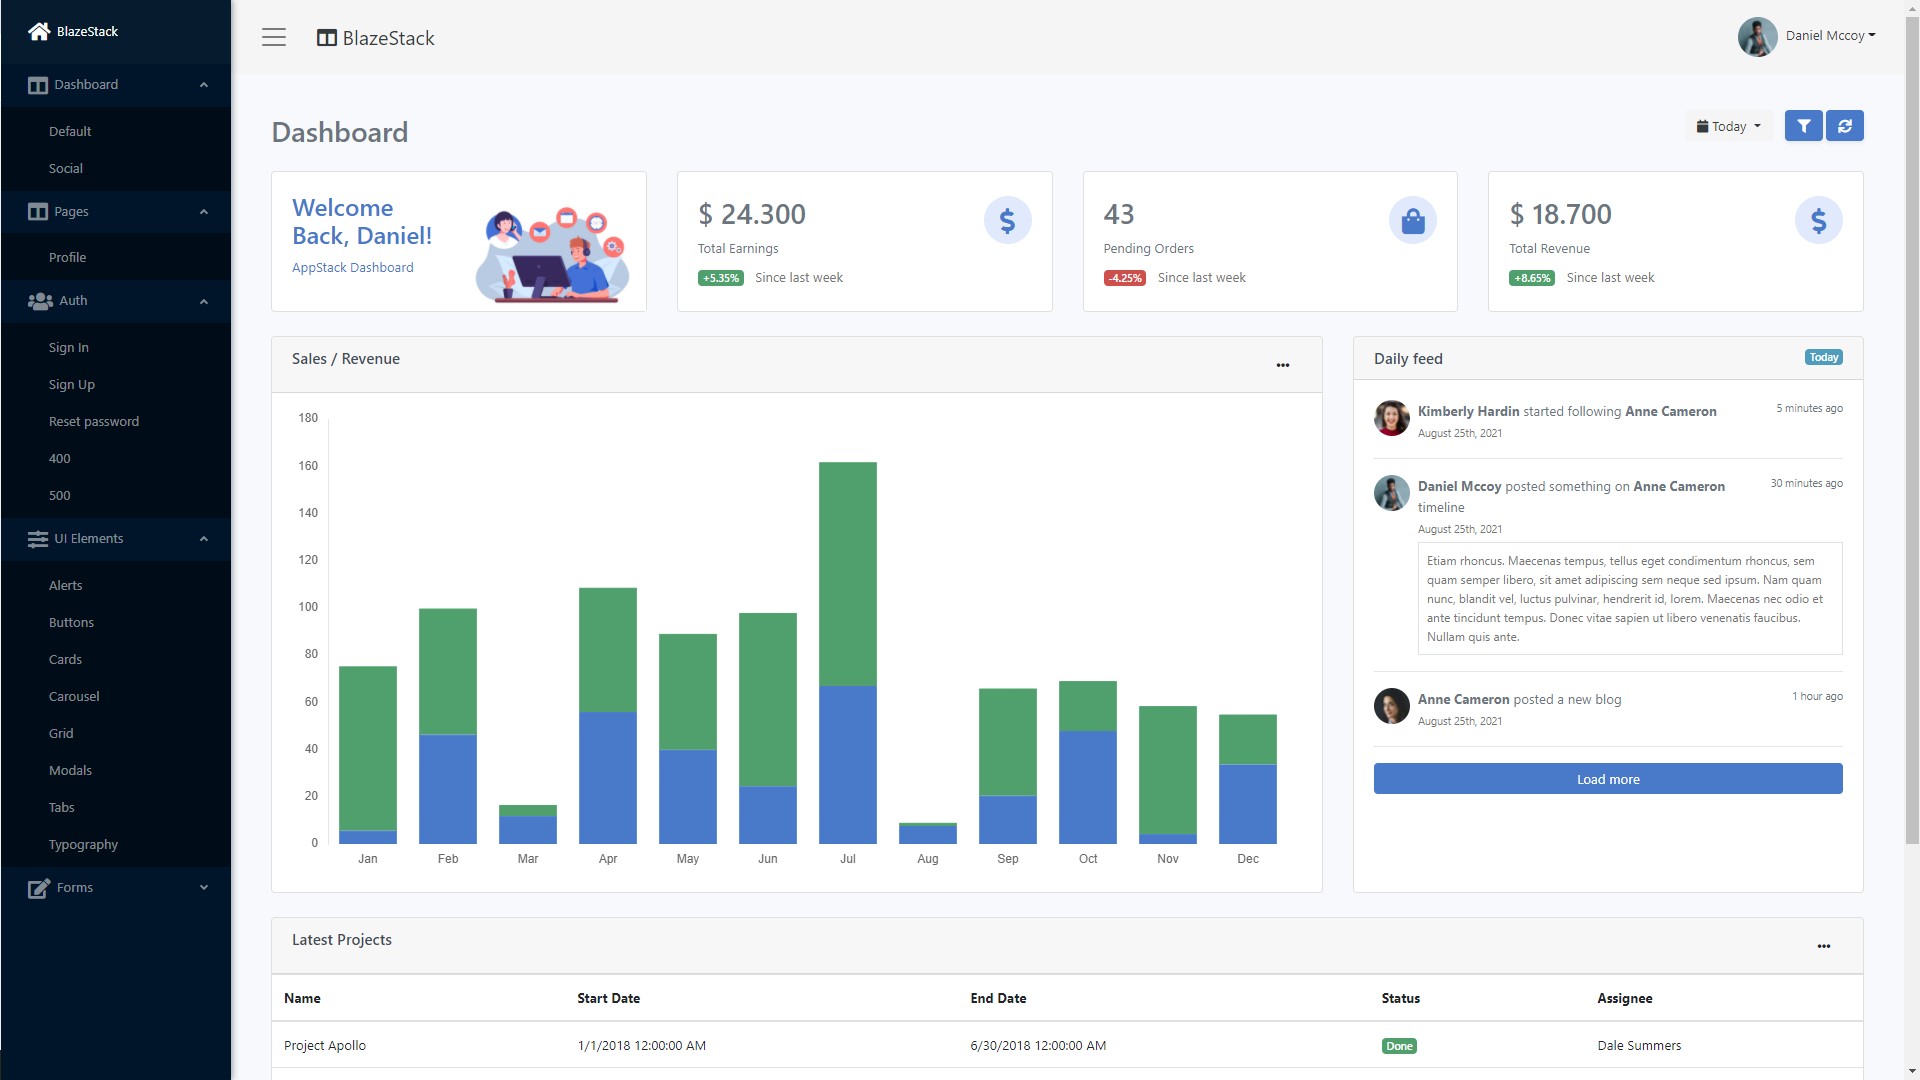 BlazeStack
Dashboard
Default
Social
Pages
Profile
Auth
Sign In
Sign Up
Reset password
400
500
UI Elements
Alerts
Buttons
Cards
Carousel
Grid
Modals
Tabs
Typography
Forms
BlazeStack
Daniel Mccoy
Dashboard
Today
Welcome
Back, Daniel!
AppStack Dashboard
$ 24.300
Total Earnings
+5.35% Since last week
43
Pending Orders
-4.25% Since last week
$ 18.700
Total Revenue
+8.65% Since last week
Sales / Revenue
180
160
140
120
100
80
60
40
20
0
Jan Feb Mar Apr May Jun Jul Aug Sep Oct Nov Dec
Daily feed Today
Kimberly Hardin started following Anne Cameron 5 minutes ago
August 25th, 2021
Daniel Mccoy posted something on Anne Cameron 30 minutes ago
timeline
August 25th, 2021
Etiam rhoncus. Maecenas tempus, tellus eget condimentum rhoncus, sem
quam semper libero, sit amet adipiscing sem neque sed ipsum. Nam quam
nunc, blandit vel, luctus pulvinar, hendrerit id, lorem. Maecenas nec odio et
ante tincidunt tempus. Donec vitae sapien ut libero venenatis faucibus.
Nullam quis ante.
Anne Cameron posted a new blog 1 hour ago
August 25th, 2021
Load more
Latest Projects
Name Start Date End Date Status Assignee
Project Apollo 1/1/2018 12:00:00 AM 6/30/2018 12:00:00 AM Done Dale Summers